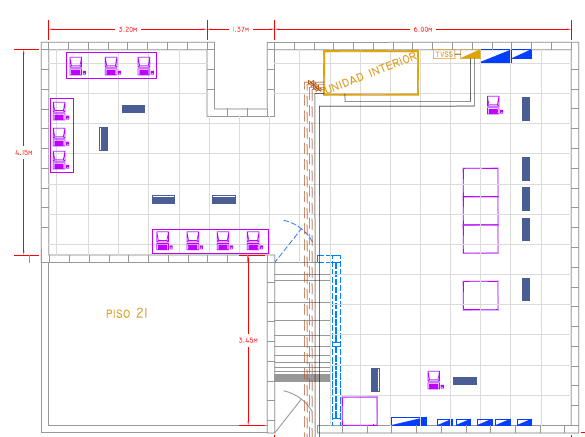 3.20M 1.37M 6.00M
TVSS
UNIDAD INTERIOR
4.15M
PISO 21
3.45M